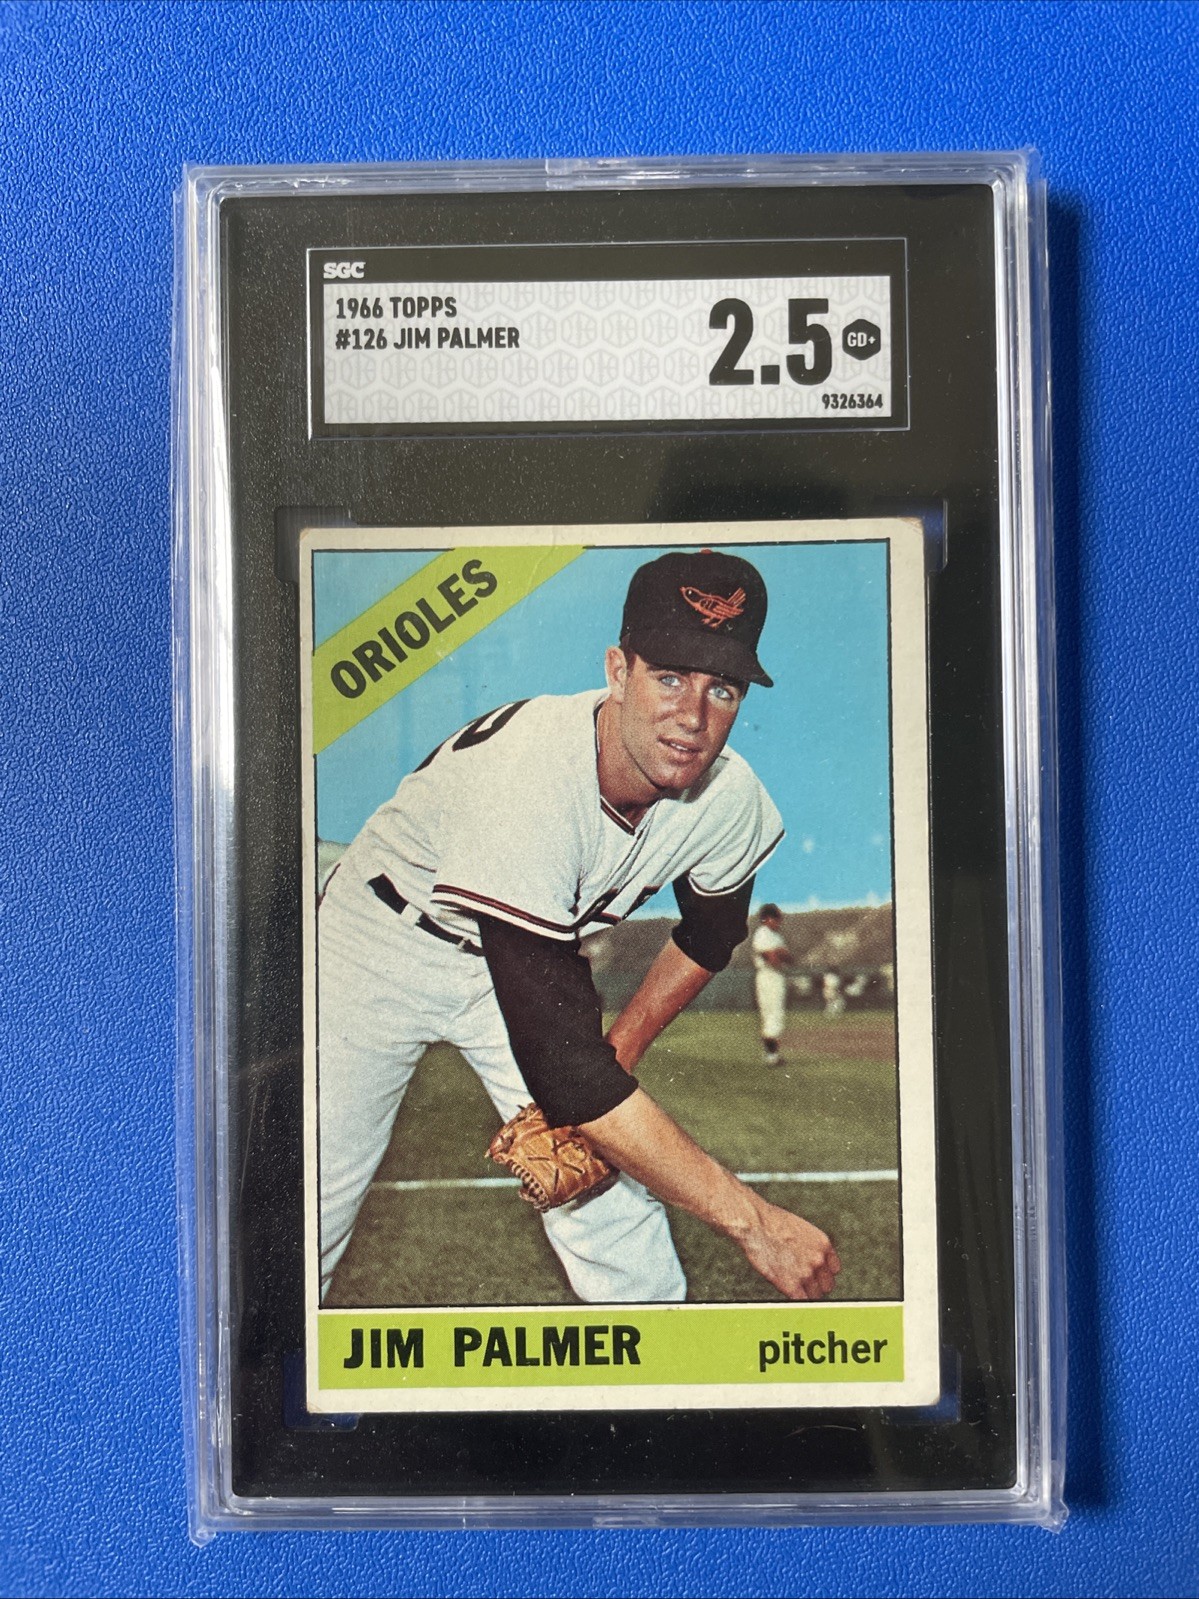 SGC
1966 TOPPS
#126 JIM PALMER
2.5 GD+
9326364
ORIOLES
JIM PALMER pitcher